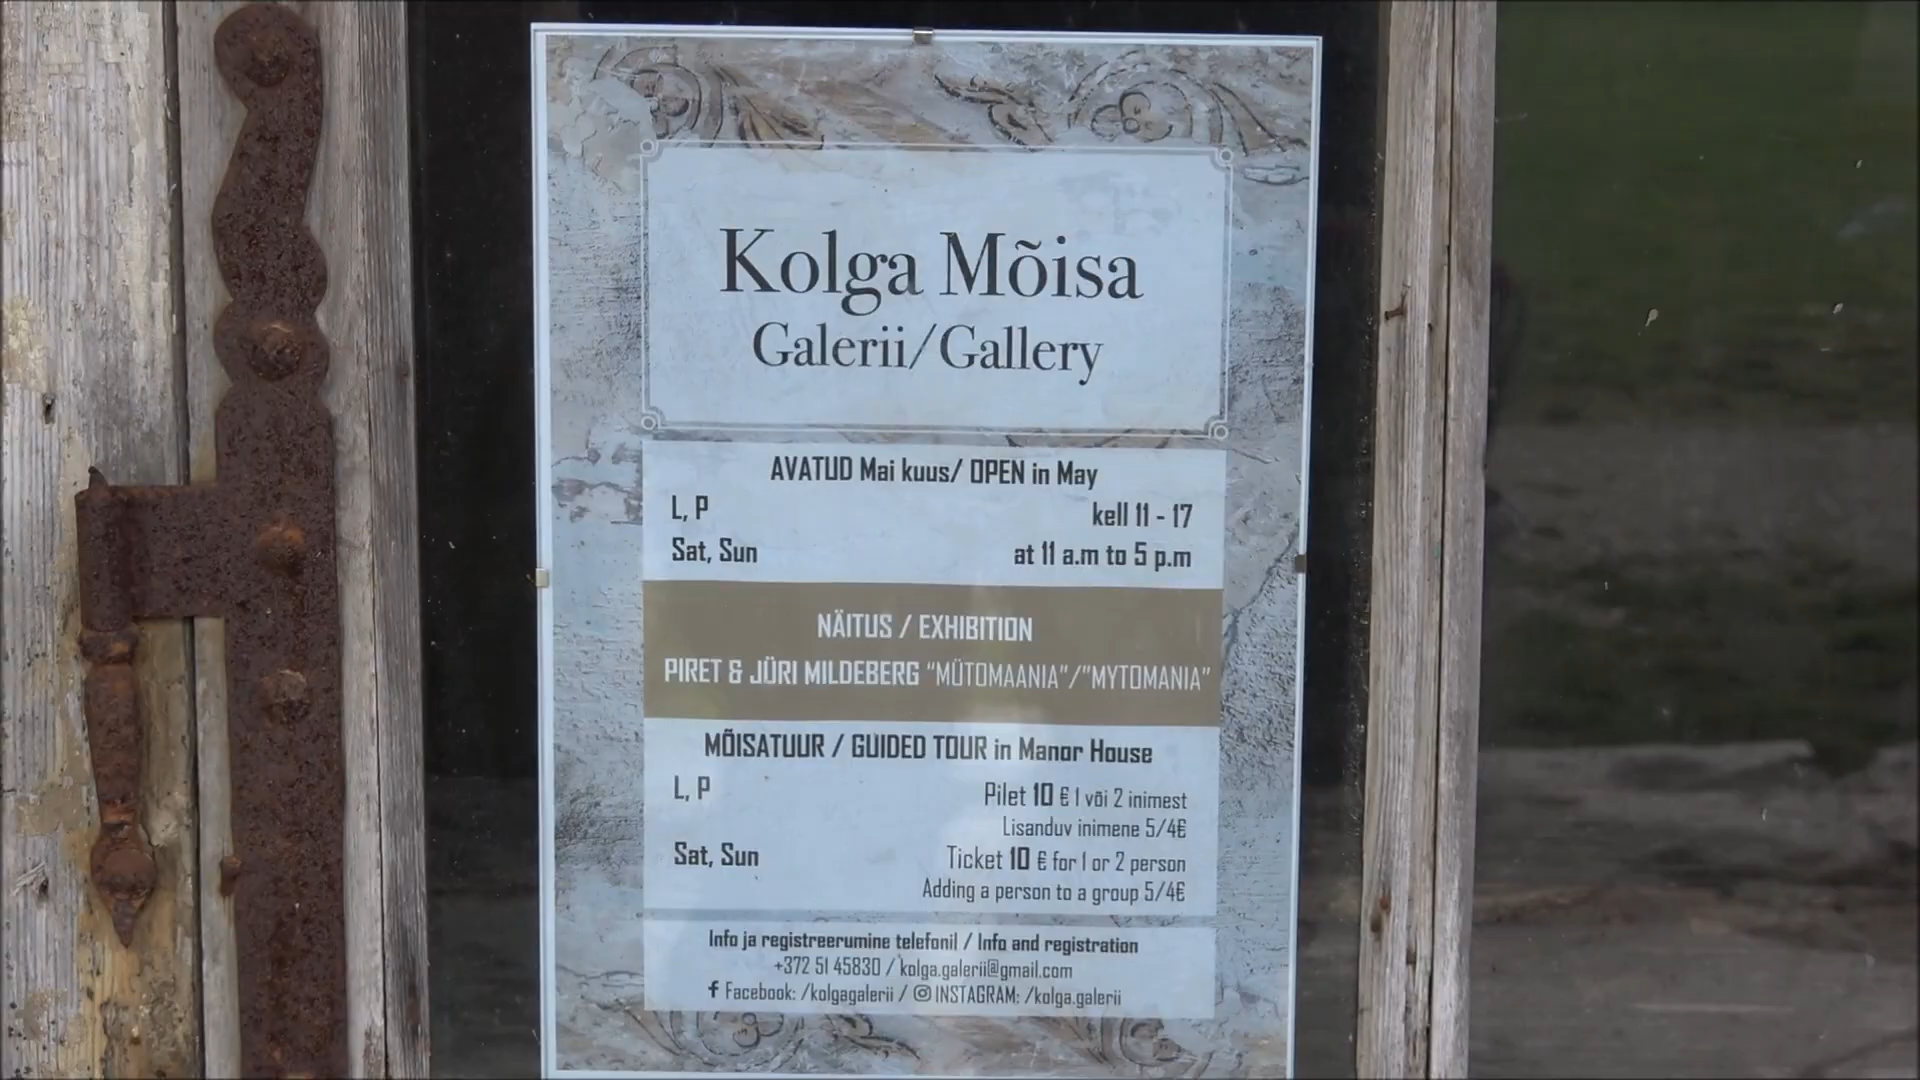 Kolga Mõisa
Galerii/Gallery
AVATUD Mai kuus/ OPEN in May
L, P kell 11 - 17
Sat, Sun at 11 a.m to 5 p.m
NÄITUS / EXHIBITION
PIRET & JÜRI MILDEBERG “MÜTOMAANIA”/”MYTOMANIA”
MÕISATUUR / GUIDED TOUR in Manor House
L, P Pilet 10 € 1 või 2 inimest
Lisanduv inimene 5/4€
Sat, Sun Ticket 10 € for 1 or 2 person
Adding a person to a group 5/4€
Info ja registreerumine telefonil / Info and registration
+372 51 45830 / kolga.galerii@gmail.com
Facebook: /kolgagalerii / INSTAGRAM: /kolga.galerii